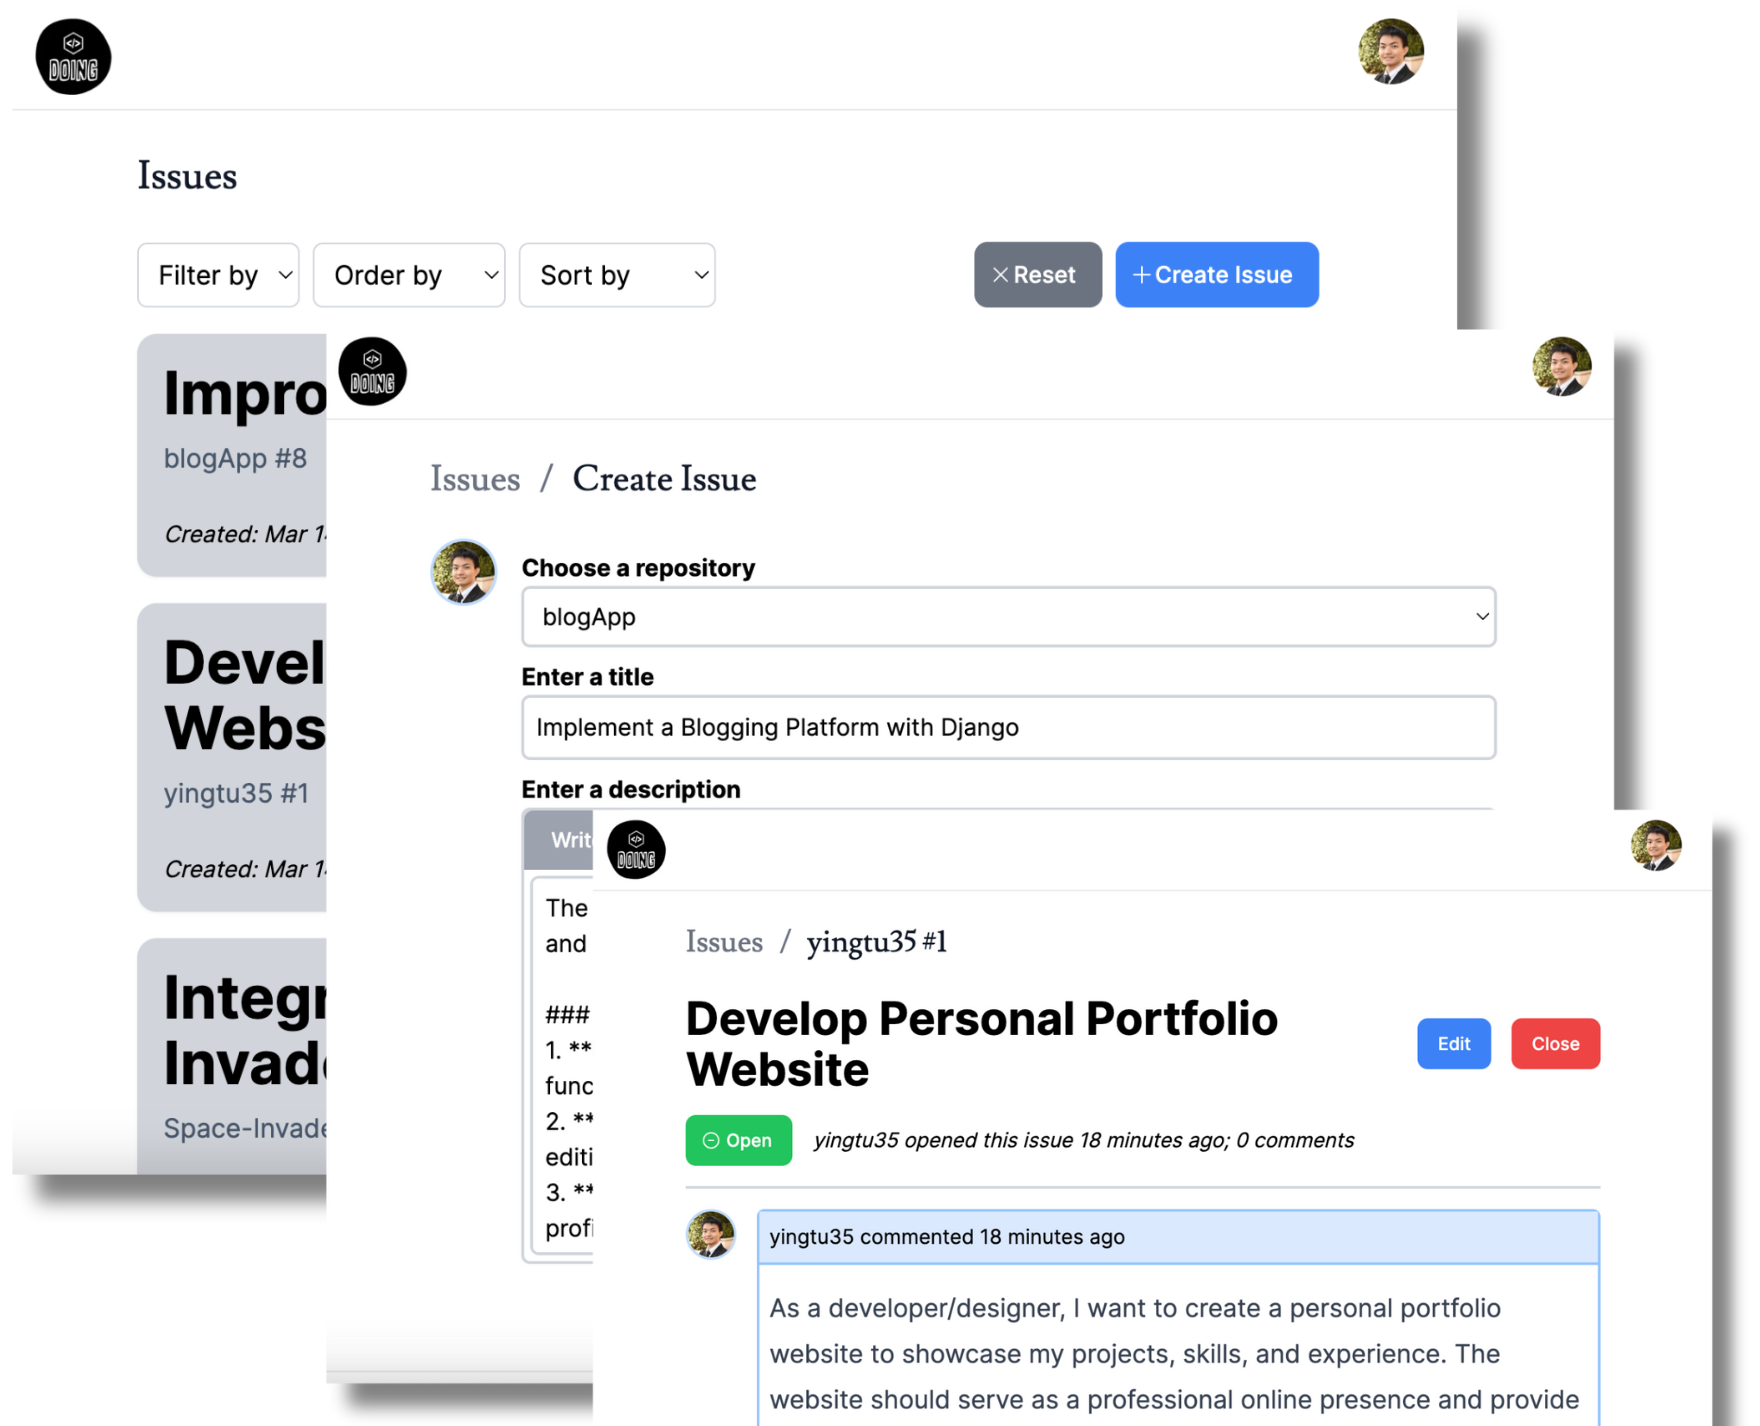 DOING
Issues
Filter by
Order by
Sort by
Reset
Create Issue
Impro
blogApp #8
Created: Mar 14
Devel
Webs
yingtu35 #1
Created: Mar 14
Integr
Invade
Space-Invade
DOING
Issues / Create Issue
Choose a repository
blogApp
Enter a title
Implement a Blogging Platform with Django
Enter a description
Write
The
and
###
1. **
func
2. **
editi
3. **
profi
DOING
Issues / yingtu35 #1
Develop Personal Portfolio
Website
Edit
Close
Open
yingtu35 opened this issue 18 minutes ago; 0 comments
yingtu35 commented 18 minutes ago
As a developer/designer, I want to create a personal portfolio
website to showcase my projects, skills, and experience. The
website should serve as a professional online presence and provide